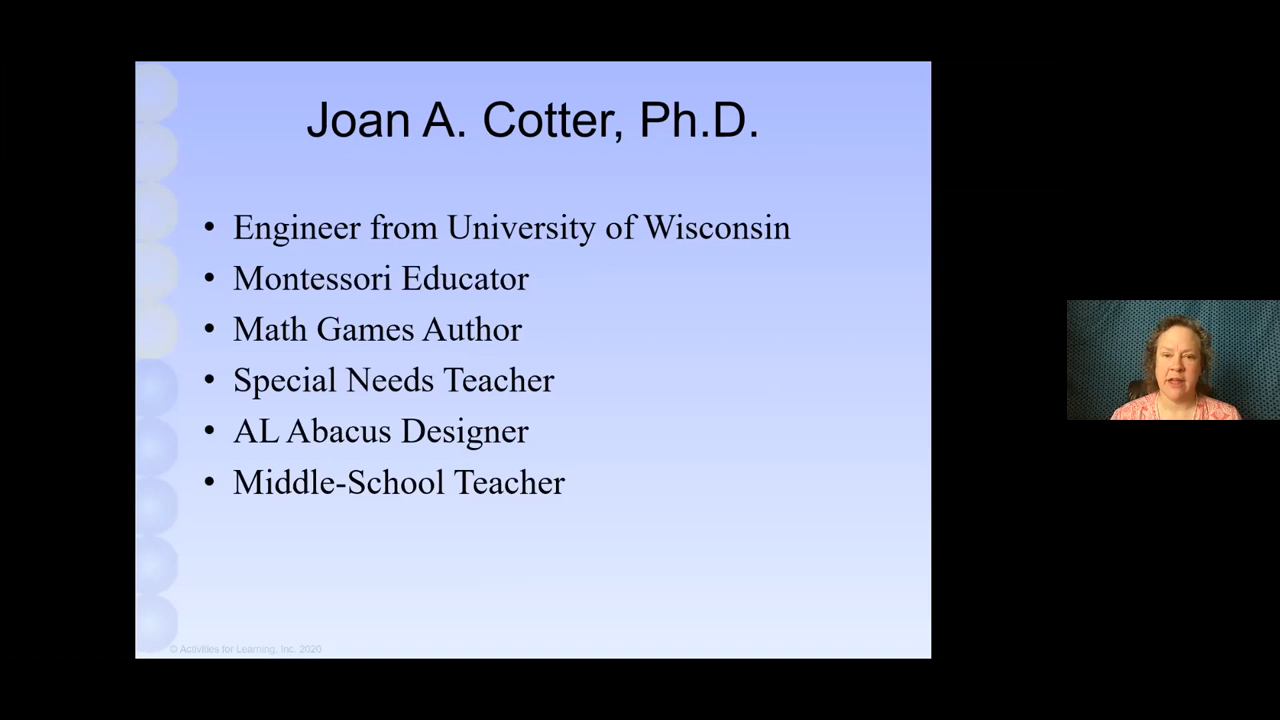 Joan A. Cotter, Ph.D.
• Engineer from University of Wisconsin
• Montessori Educator
• Math Games Author
• Special Needs Teacher
• AL Abacus Designer
• Middle-School Teacher
© Activities for Learning, Inc. 2020